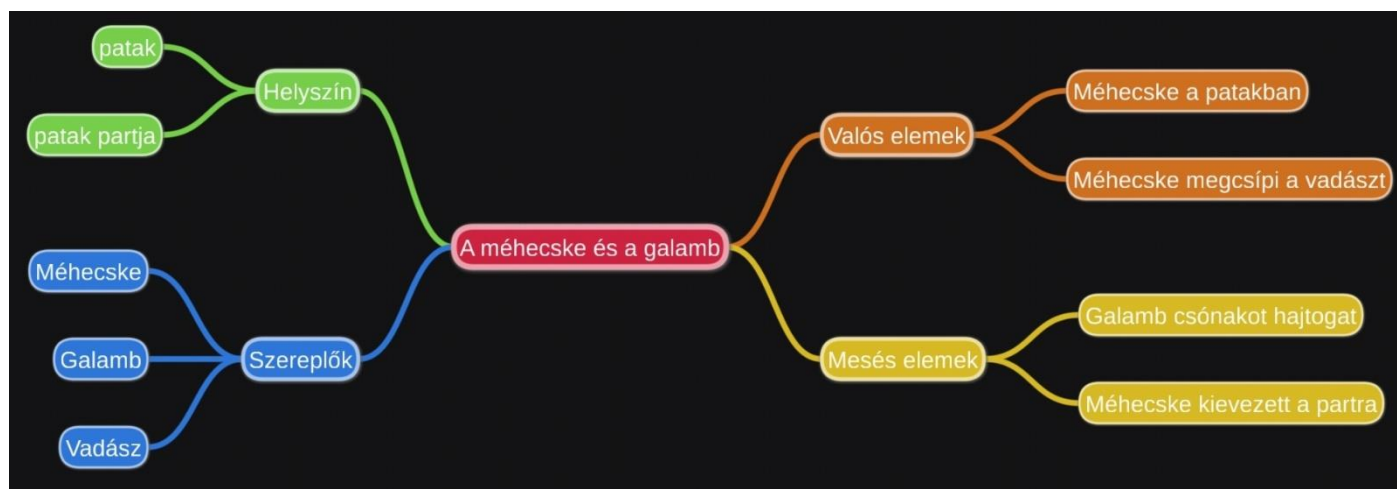 patak
Helyszín
patak partja
Méhecske
Galamb
Szereplők
Vadász
A méhecske és a galamb
Valós elemek
Méhecske a patakban
Méhecske megcsípi a vadászt
Mesés elemek
Galamb csónakot hajtogat
Méhecske kievezett a partra